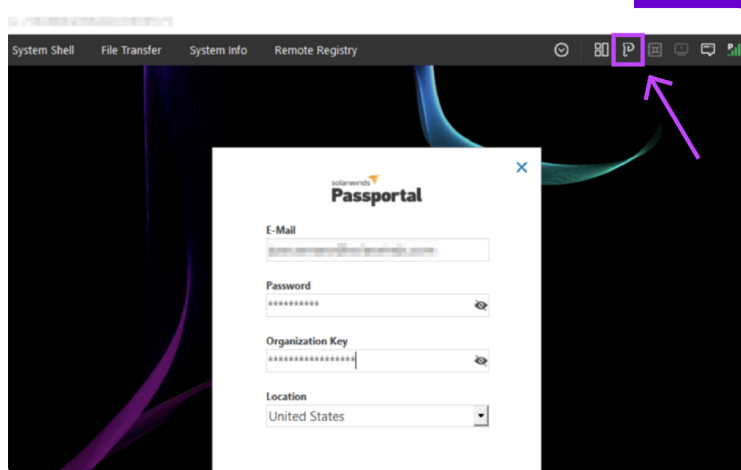 System Shell File Transfer System Info Remote Registry
solarwinds
Passportal
E-Mail
Password
**********
Organization Key
*****************
Location
United States